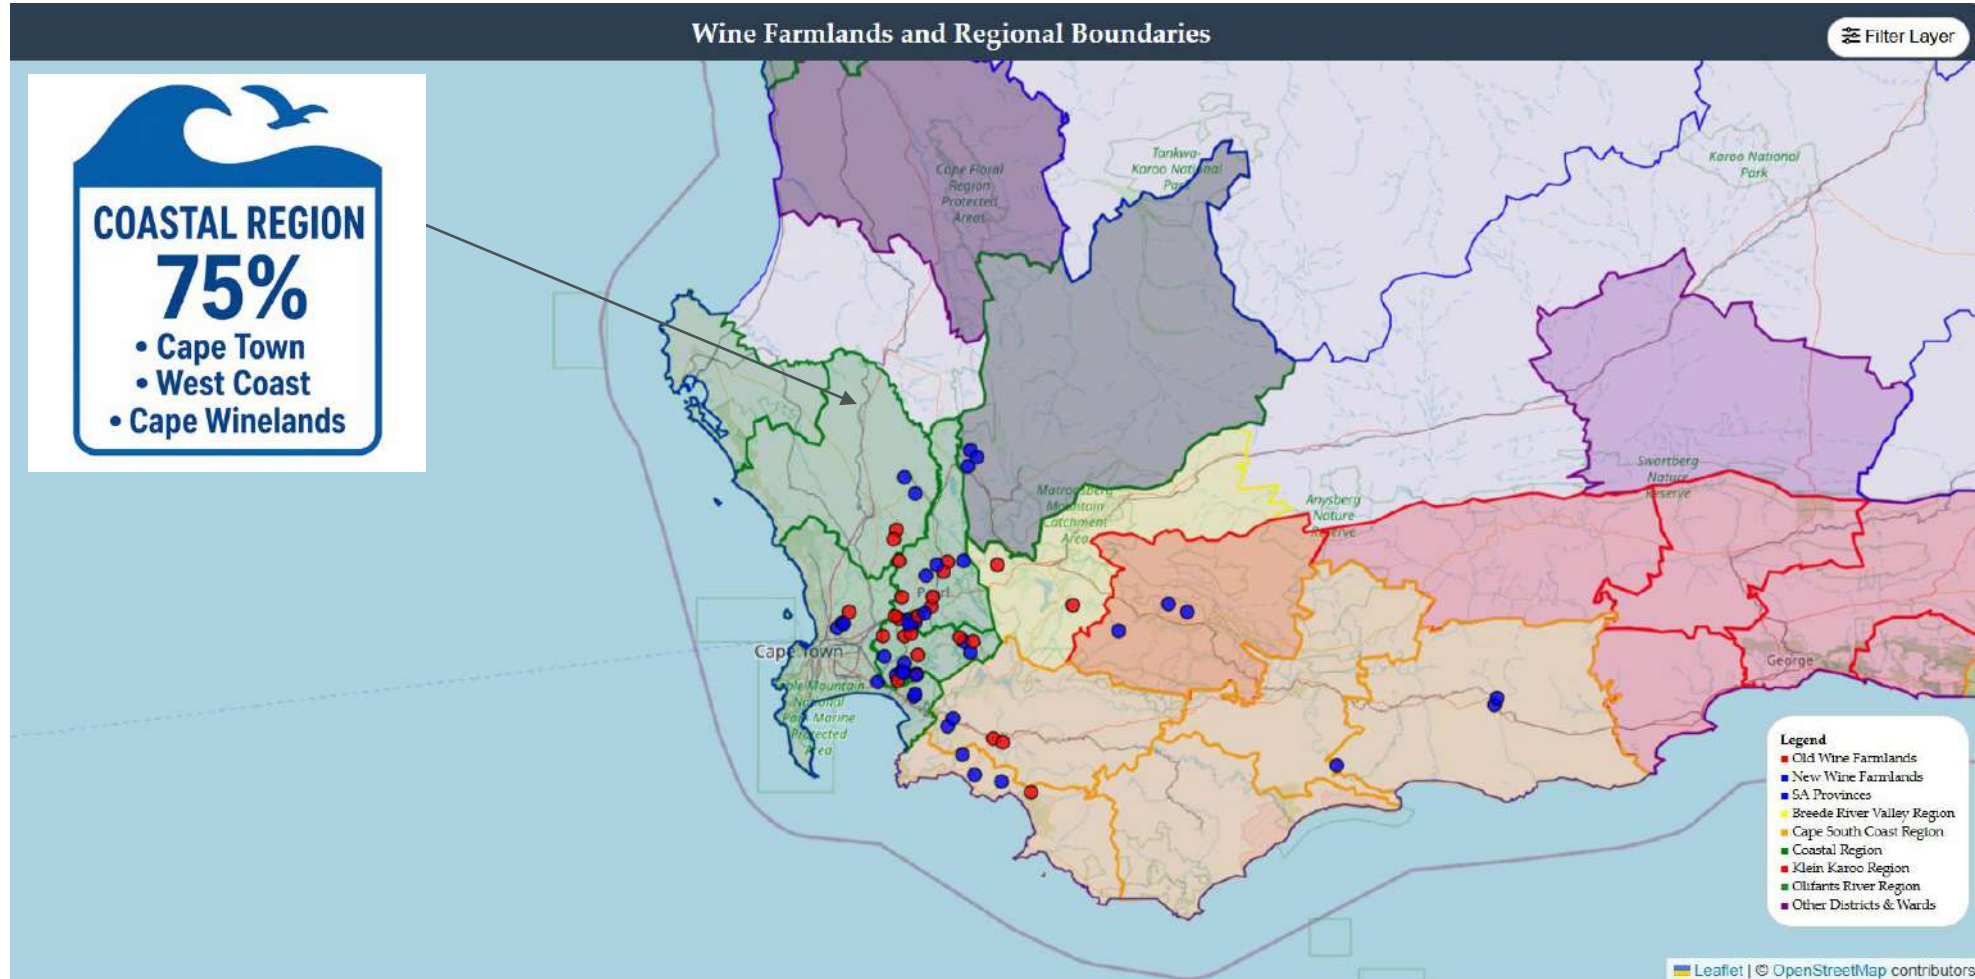 Wine Farmlands and Regional Boundaries
Filter Layer
COASTAL REGION
75%
• Cape Town
• West Coast
• Cape Winelands
Cape Floral
Region
Protected
Areas
Tankwa-
Karoo National
Park
Karoo National
Park
Matroosberg
Mountain
Catchment
Area
Anysberg
Nature
Reserve
Swartberg
Nature
Reserve
Paarl
Cape Town
Table Mountain
National
Park Marine
Protected
Area
George
Legend
Old Wine Farmlands
New Wine Farmlands
SA Provinces
Breede River Valley Region
Cape South Coast Region
Coastal Region
Klein Karoo Region
Olifants River Region
Other Districts & Wards
Leaflet | © OpenStreetMap contributors